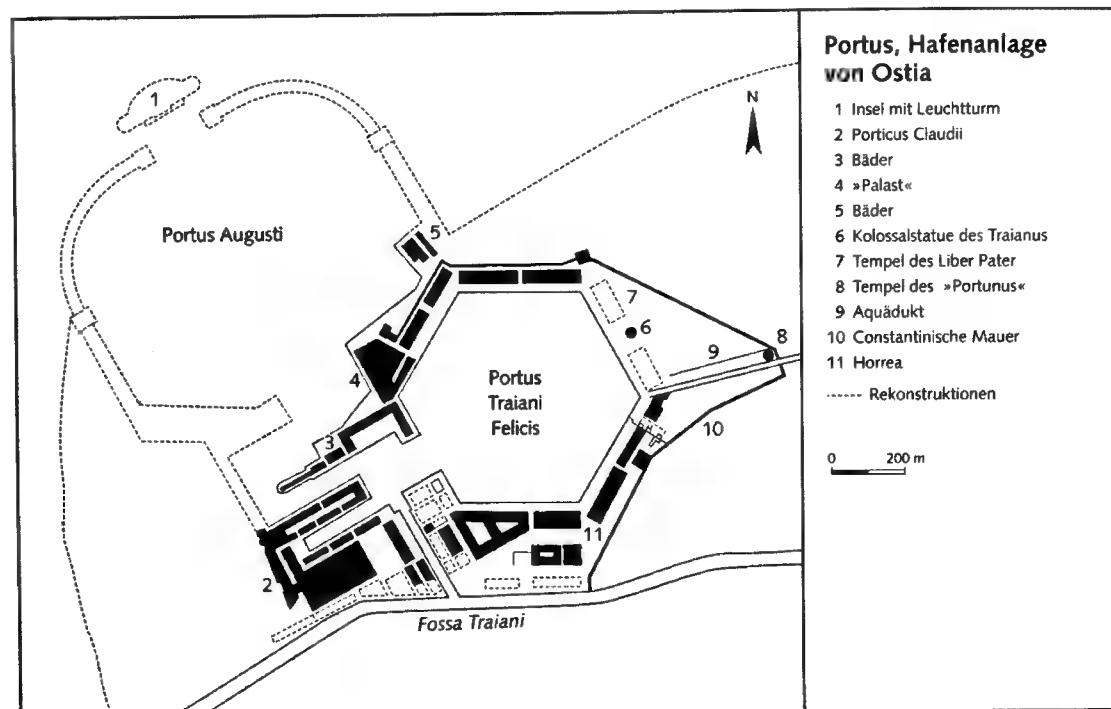 1
N
5
Portus Augusti
7
6
8
9
4
Portus
Traiani
Felicis
10
3
11
2
Fossa Traiani
Portus, Hafenanlage
von Ostia
1 Insel mit Leuchtturm
2 Porticus Claudii
3 Bäder
4 »Palast«
5 Bäder
6 Kolossalstatue des Traianus
7 Tempel des Liber Pater
8 Tempel des »Portunus«
9 Aquädukt
10 Constantinische Mauer
11 Horrea
Rekonstruktionen
0 200 m